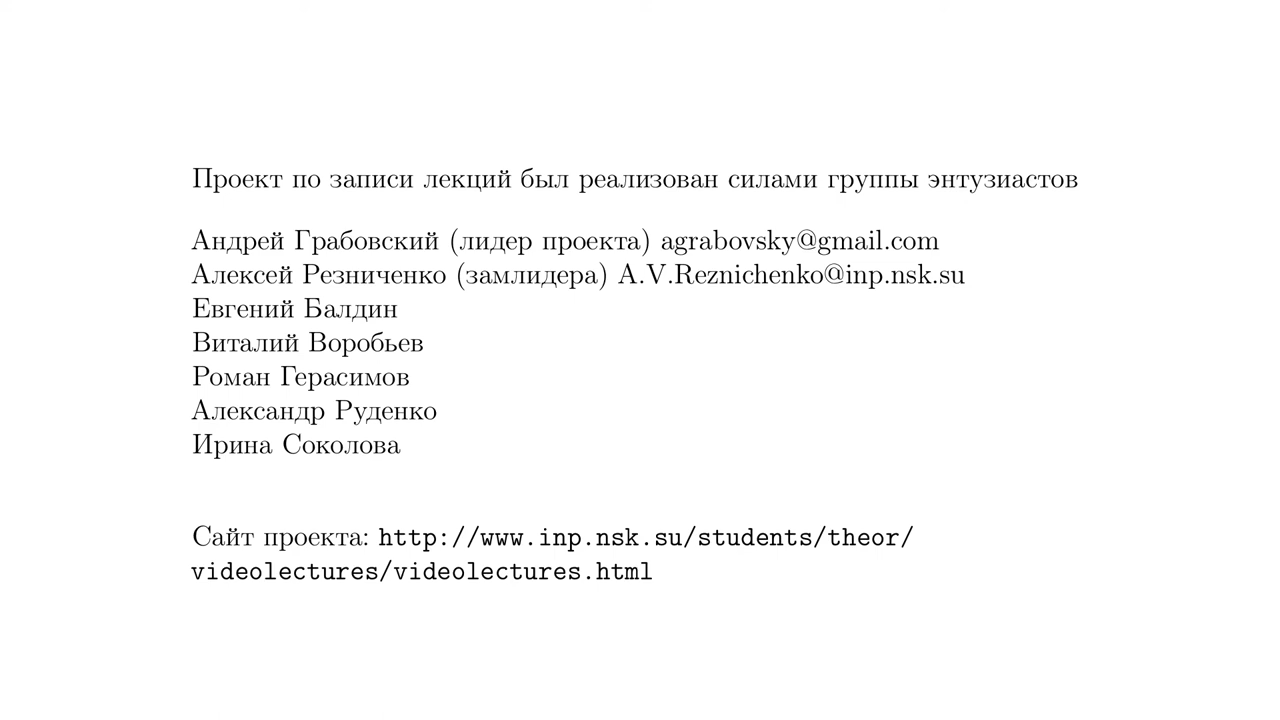 Проект по записи лекций был реализован силами группы энтузиастов
Андрей Грабовский (лидер проекта) agrabovsky@gmail.com
Алексей Резниченко (замлидера) A.V.Reznichenko@inp.nsk.su
Евгений Балдин
Виталий Воробьев
Роман Герасимов
Александр Руденко
Ирина Соколова
Сайт проекта: http://www.inp.nsk.su/students/theor/
videolectures/videolectures.html